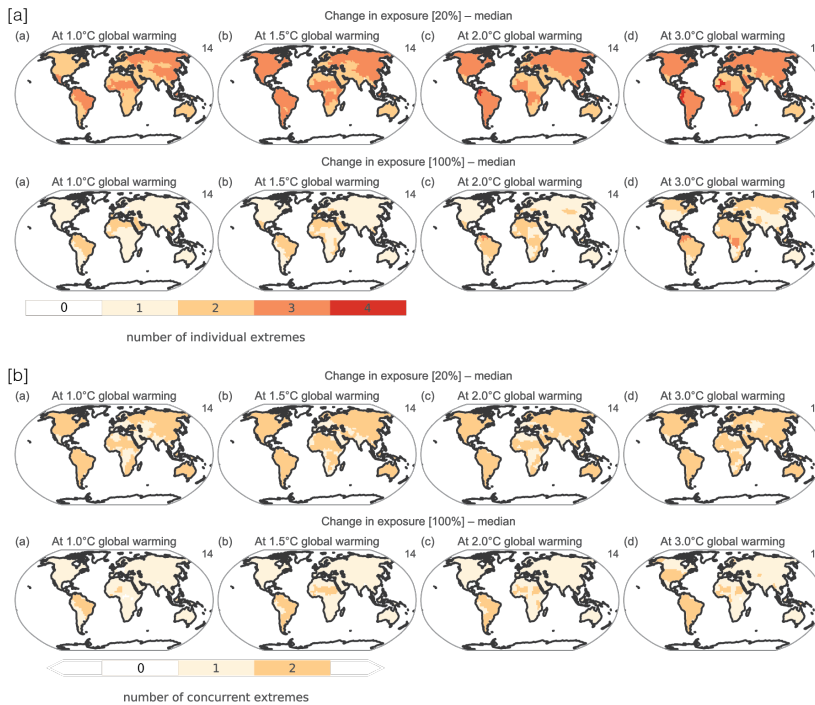 [a]
Change in exposure [20%] – median
(a) At 1.0°C global warming 14 (b) At 1.5°C global warming 14 (c) At 2.0°C global warming 14 (d) At 3.0°C global warming 1
Change in exposure [100%] – median
(a) At 1.0°C global warming 14 (b) At 1.5°C global warming 14 (c) At 2.0°C global warming 14 (d) At 3.0°C global warming 1
0 1 2 3 4
number of individual extremes
[b]
Change in exposure [20%] – median
(a) At 1.0°C global warming 14 (b) At 1.5°C global warming 14 (c) At 2.0°C global warming 14 (d) At 3.0°C global warming 1
Change in exposure [100%] – median
(a) At 1.0°C global warming 14 (b) At 1.5°C global warming 14 (c) At 2.0°C global warming 14 (d) At 3.0°C global warming 1
0 1 2
number of concurrent extremes